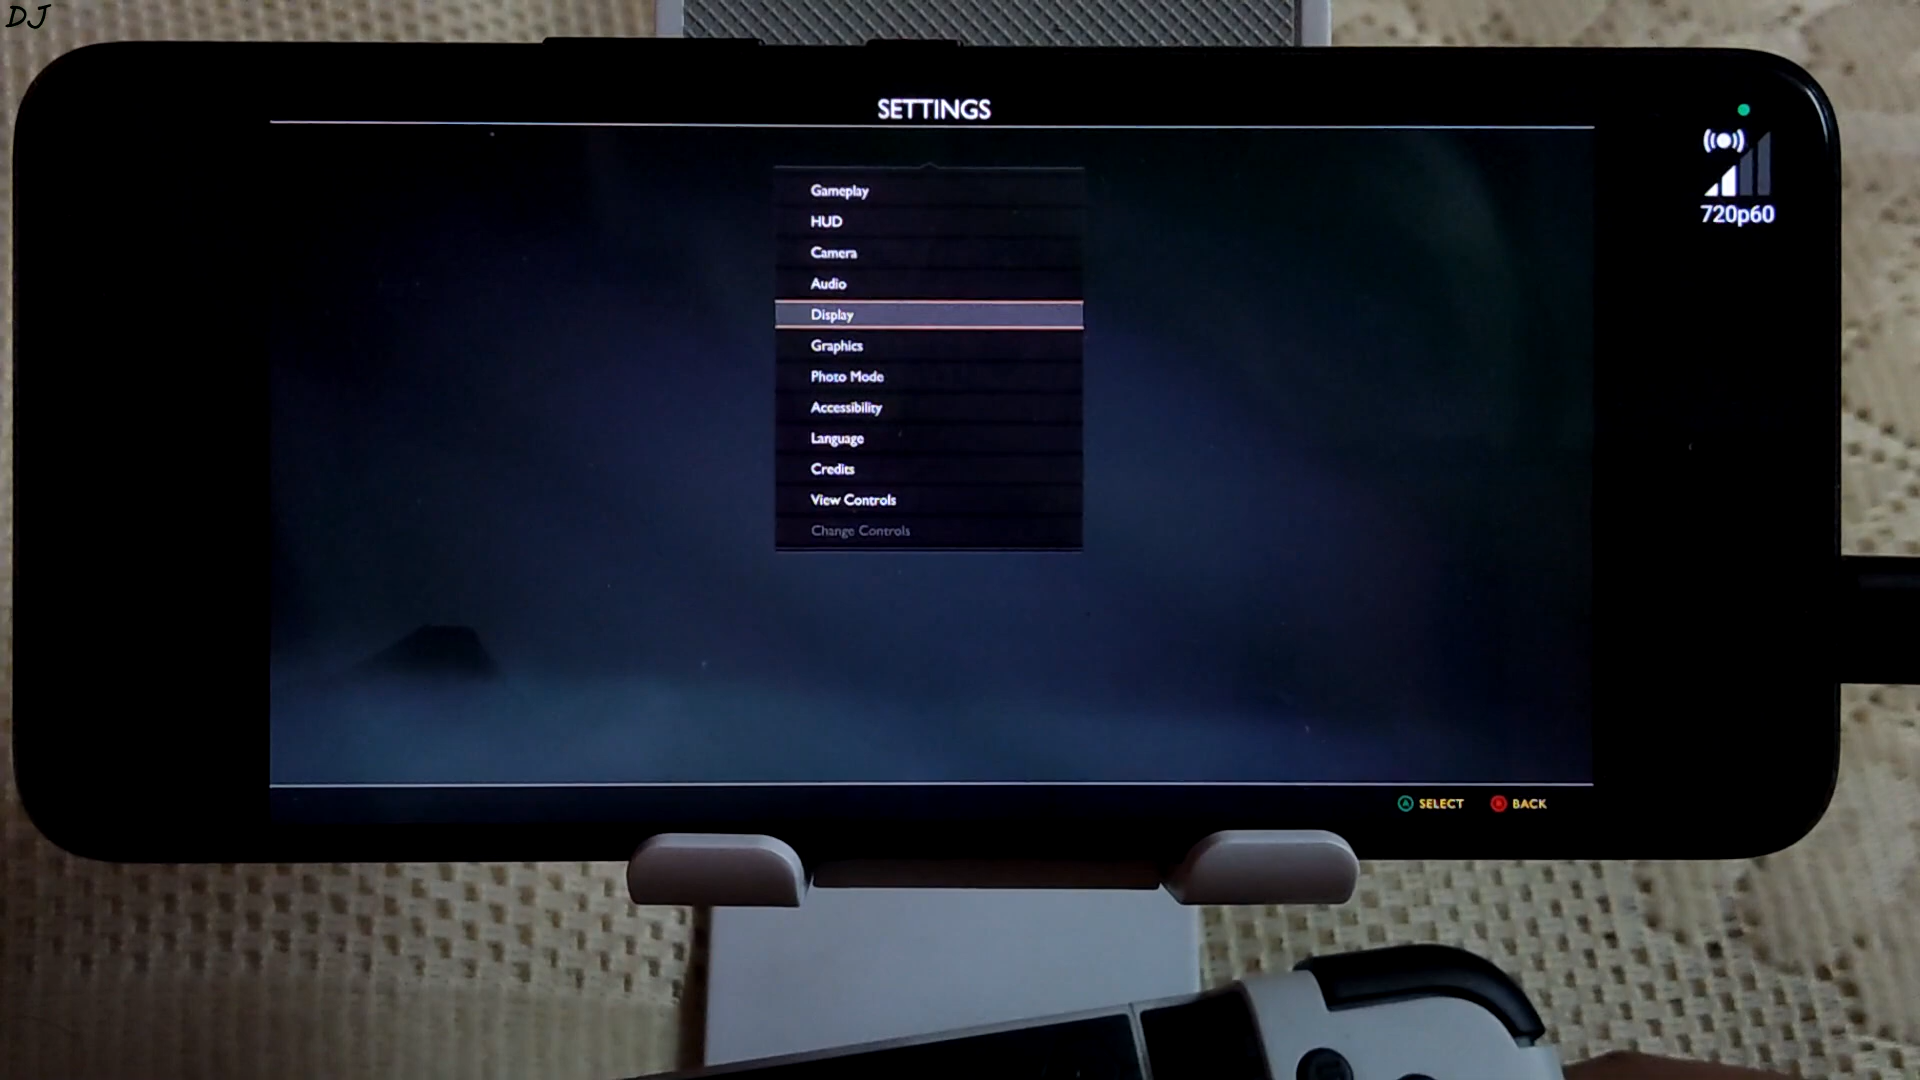 DJ
SETTINGS
720p60
Gameplay
HUD
Camera
Audio
Display
Graphics
Photo Mode
Accessibility
Language
Credits
View Controls
Change Controls
A SELECT B BACK